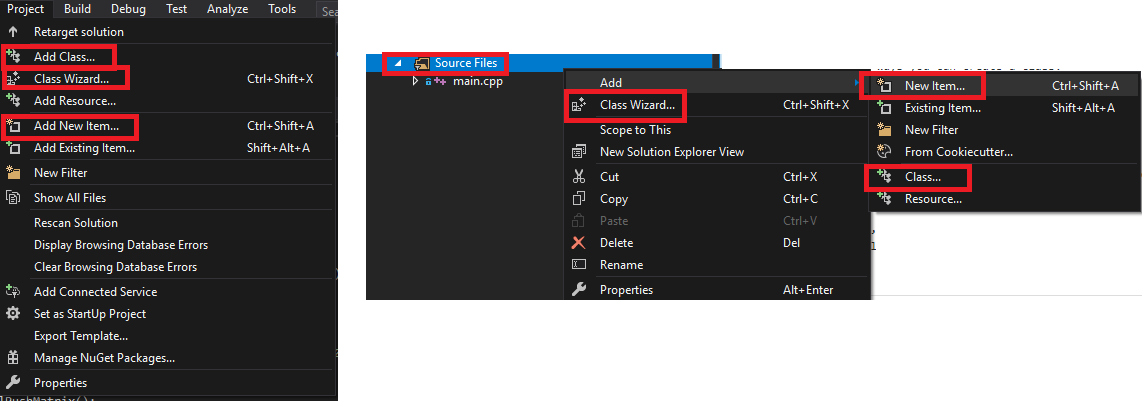 Project Build Debug Test Analyze Tools
Sea
Retarget solution
Add Class...
Class Wizard... Ctrl+Shift+X
Add Resource...
Add New Item... Ctrl+Shift+A
Add Existing Item... Shift+Alt+A
New Filter
Show All Files
Rescan Solution
Display Browsing Database Errors
Clear Browsing Database Errors
Add Connected Service
Set as StartUp Project
Export Template...
Manage NuGet Packages...
Properties
Source Files
main.cpp
Add
Class Wizard... Ctrl+Shift+X
Scope to This
New Solution Explorer View
Cut Ctrl+X
Copy Ctrl+C
Paste Ctrl+V
Delete Del
Rename
Properties Alt+Enter
New Item... Ctrl+Shift+A
Existing Item... Shift+Alt+A
New Filter
From Cookiecutter...
Class...
Resource...